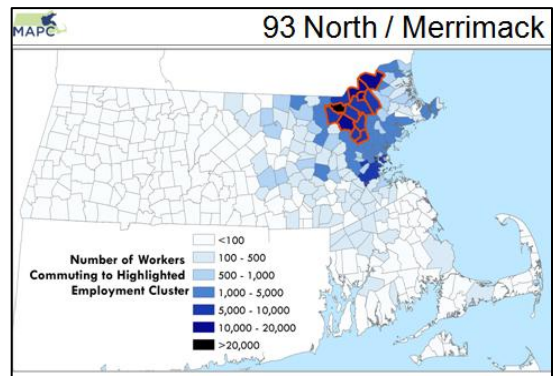 MAPC
93 North / Merrimack
Number of Workers
Commuting to Highlighted
Employment Cluster
<100
100 - 500
500 - 1,000
1,000 - 5,000
5,000 - 10,000
10,000 - 20,000
>20,000